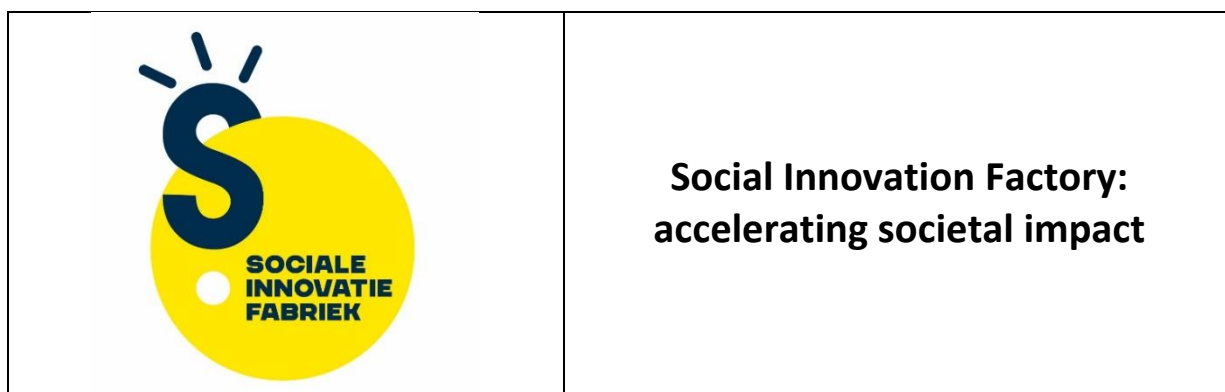 S
SOCIALE
INNOVATIE
FABRIEK
Social Innovation Factory:
accelerating societal impact